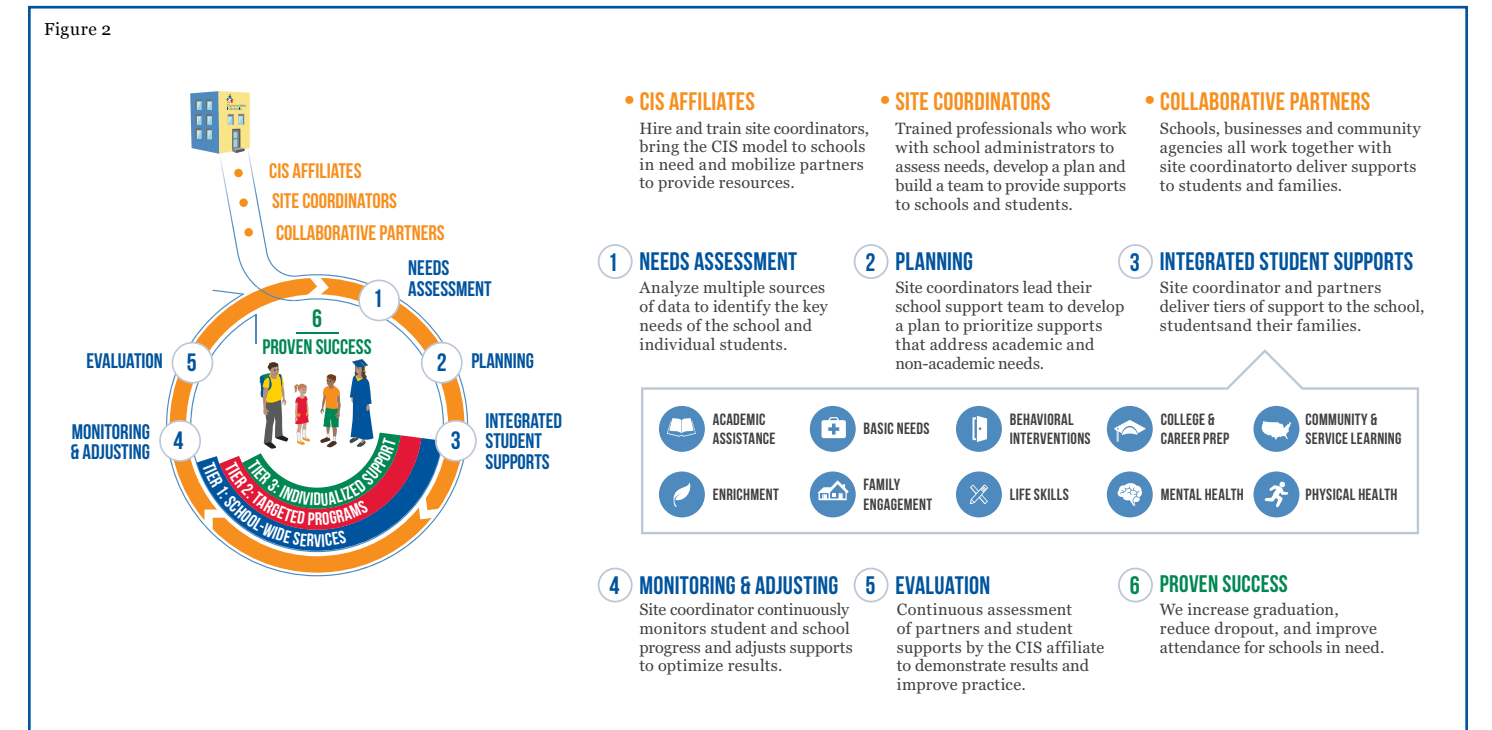 Figure 2
CIS AFFILIATES
SITE COORDINATORS
COLLABORATIVE PARTNERS
1
NEEDS
ASSESSMENT
2
PLANNING
3
INTEGRATED
STUDENT
SUPPORTS
4
MONITORING
& ADJUSTING
5
EVALUATION
6
PROVEN SUCCESS
TIER 3: INDIVIDUALIZED SUPPORT
TIER 2: TARGETED PROGRAMS
TIER 1: SCHOOL-WIDE SERVICES
• CIS AFFILIATES
Hire and train site coordinators,
bring the CIS model to schools
in need and mobilize partners
to provide resources.
• SITE COORDINATORS
Trained professionals who work
with school administrators to
assess needs, develop a plan and
build a team to provide supports
to schools and students.
• COLLABORATIVE PARTNERS
Schools, businesses and community
agencies all work together with
site coordinatorto deliver supports
to students and families.
1 NEEDS ASSESSMENT
Analyze multiple sources
of data to identify the key
needs of the school and
individual students.
2 PLANNING
Site coordinators lead their
school support team to develop
a plan to prioritize supports
that address academic and
non-academic needs.
3 INTEGRATED STUDENT SUPPORTS
Site coordinator and partners
deliver tiers of support to the school,
studentsand their families.
ACADEMIC
ASSISTANCE
BASIC NEEDS
BEHAVIORAL
INTERVENTIONS
COLLEGE &
CAREER PREP
COMMUNITY &
SERVICE LEARNING
ENRICHMENT
FAMILY
ENGAGEMENT
LIFE SKILLS
MENTAL HEALTH
PHYSICAL HEALTH
4 MONITORING & ADJUSTING
Site coordinator continuously
monitors student and school
progress and adjusts supports
to optimize results.
5 EVALUATION
Continuous assessment
of partners and student
supports by the CIS affiliate
to demonstrate results and
improve practice.
6 PROVEN SUCCESS
We increase graduation,
reduce dropout, and improve
attendance for schools in need.